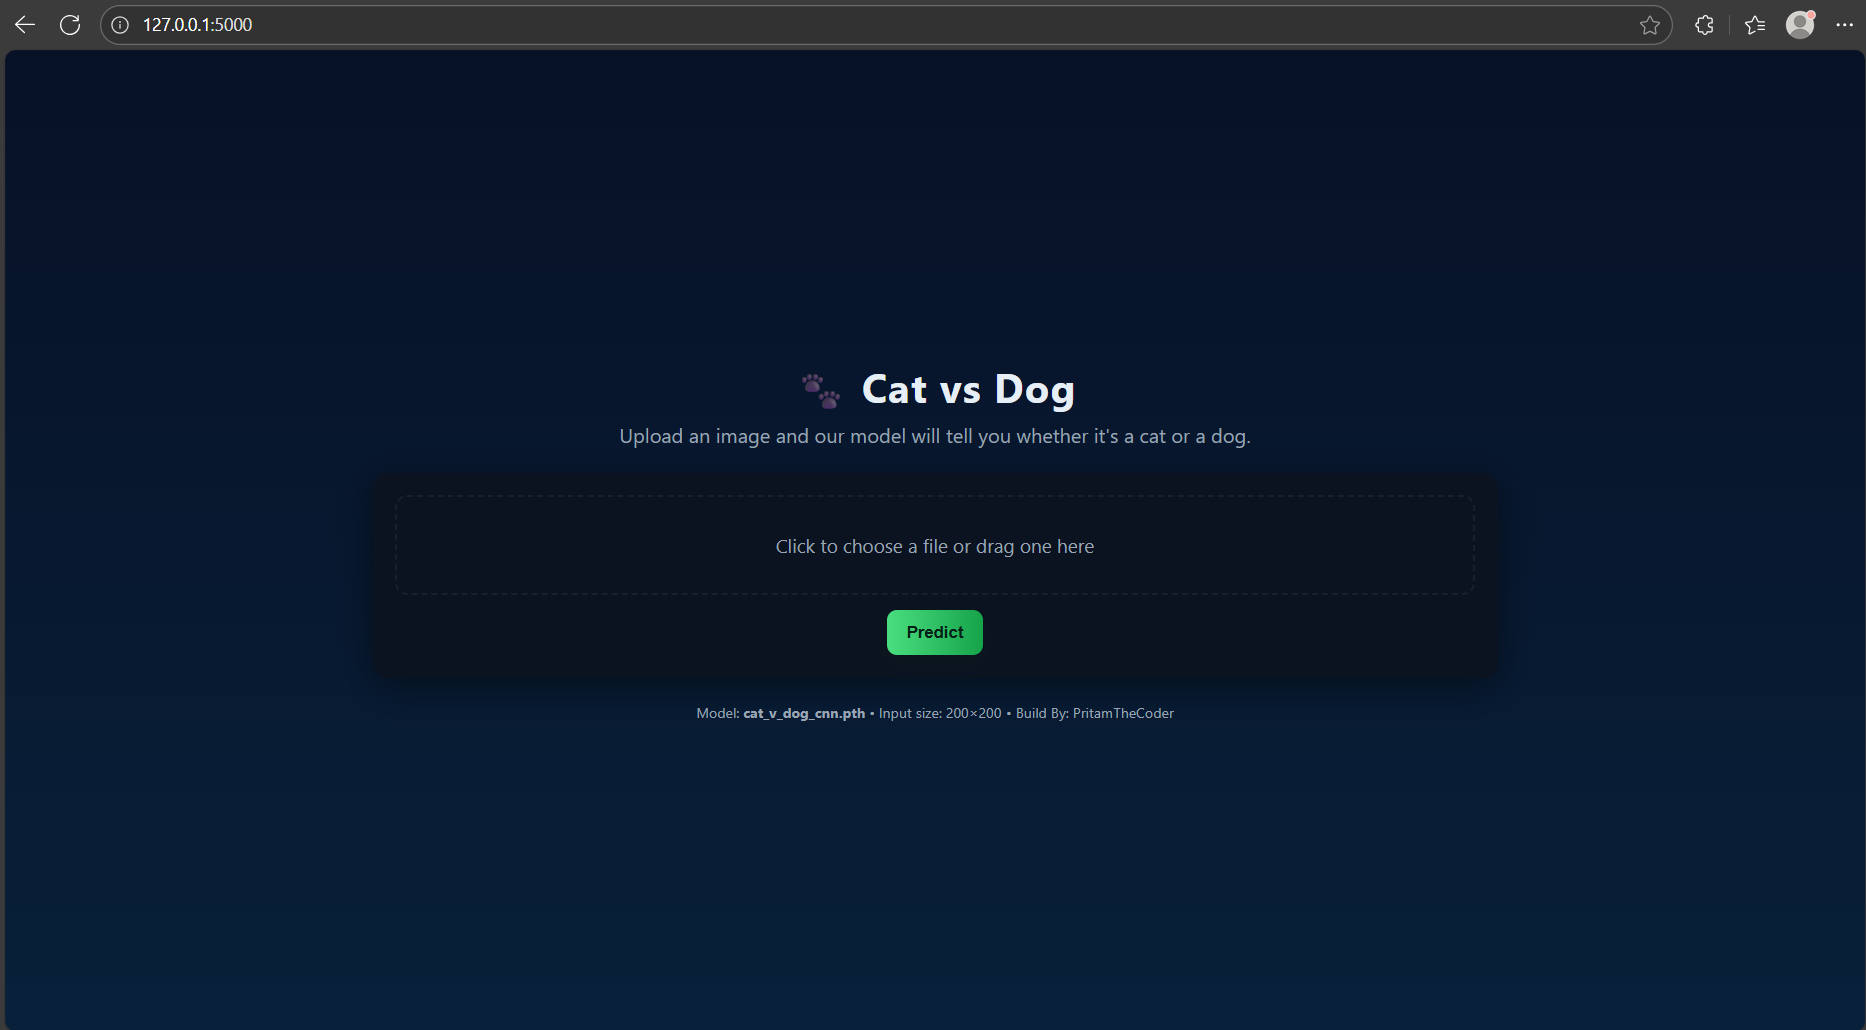 127.0.0.1:5000
Cat vs Dog
Upload an image and our model will tell you whether it's a cat or a dog.
Click to choose a file or drag one here
Predict
Model: cat_v_dog_cnn.pth • Input size: 200×200 • Build By: PritamTheCoder